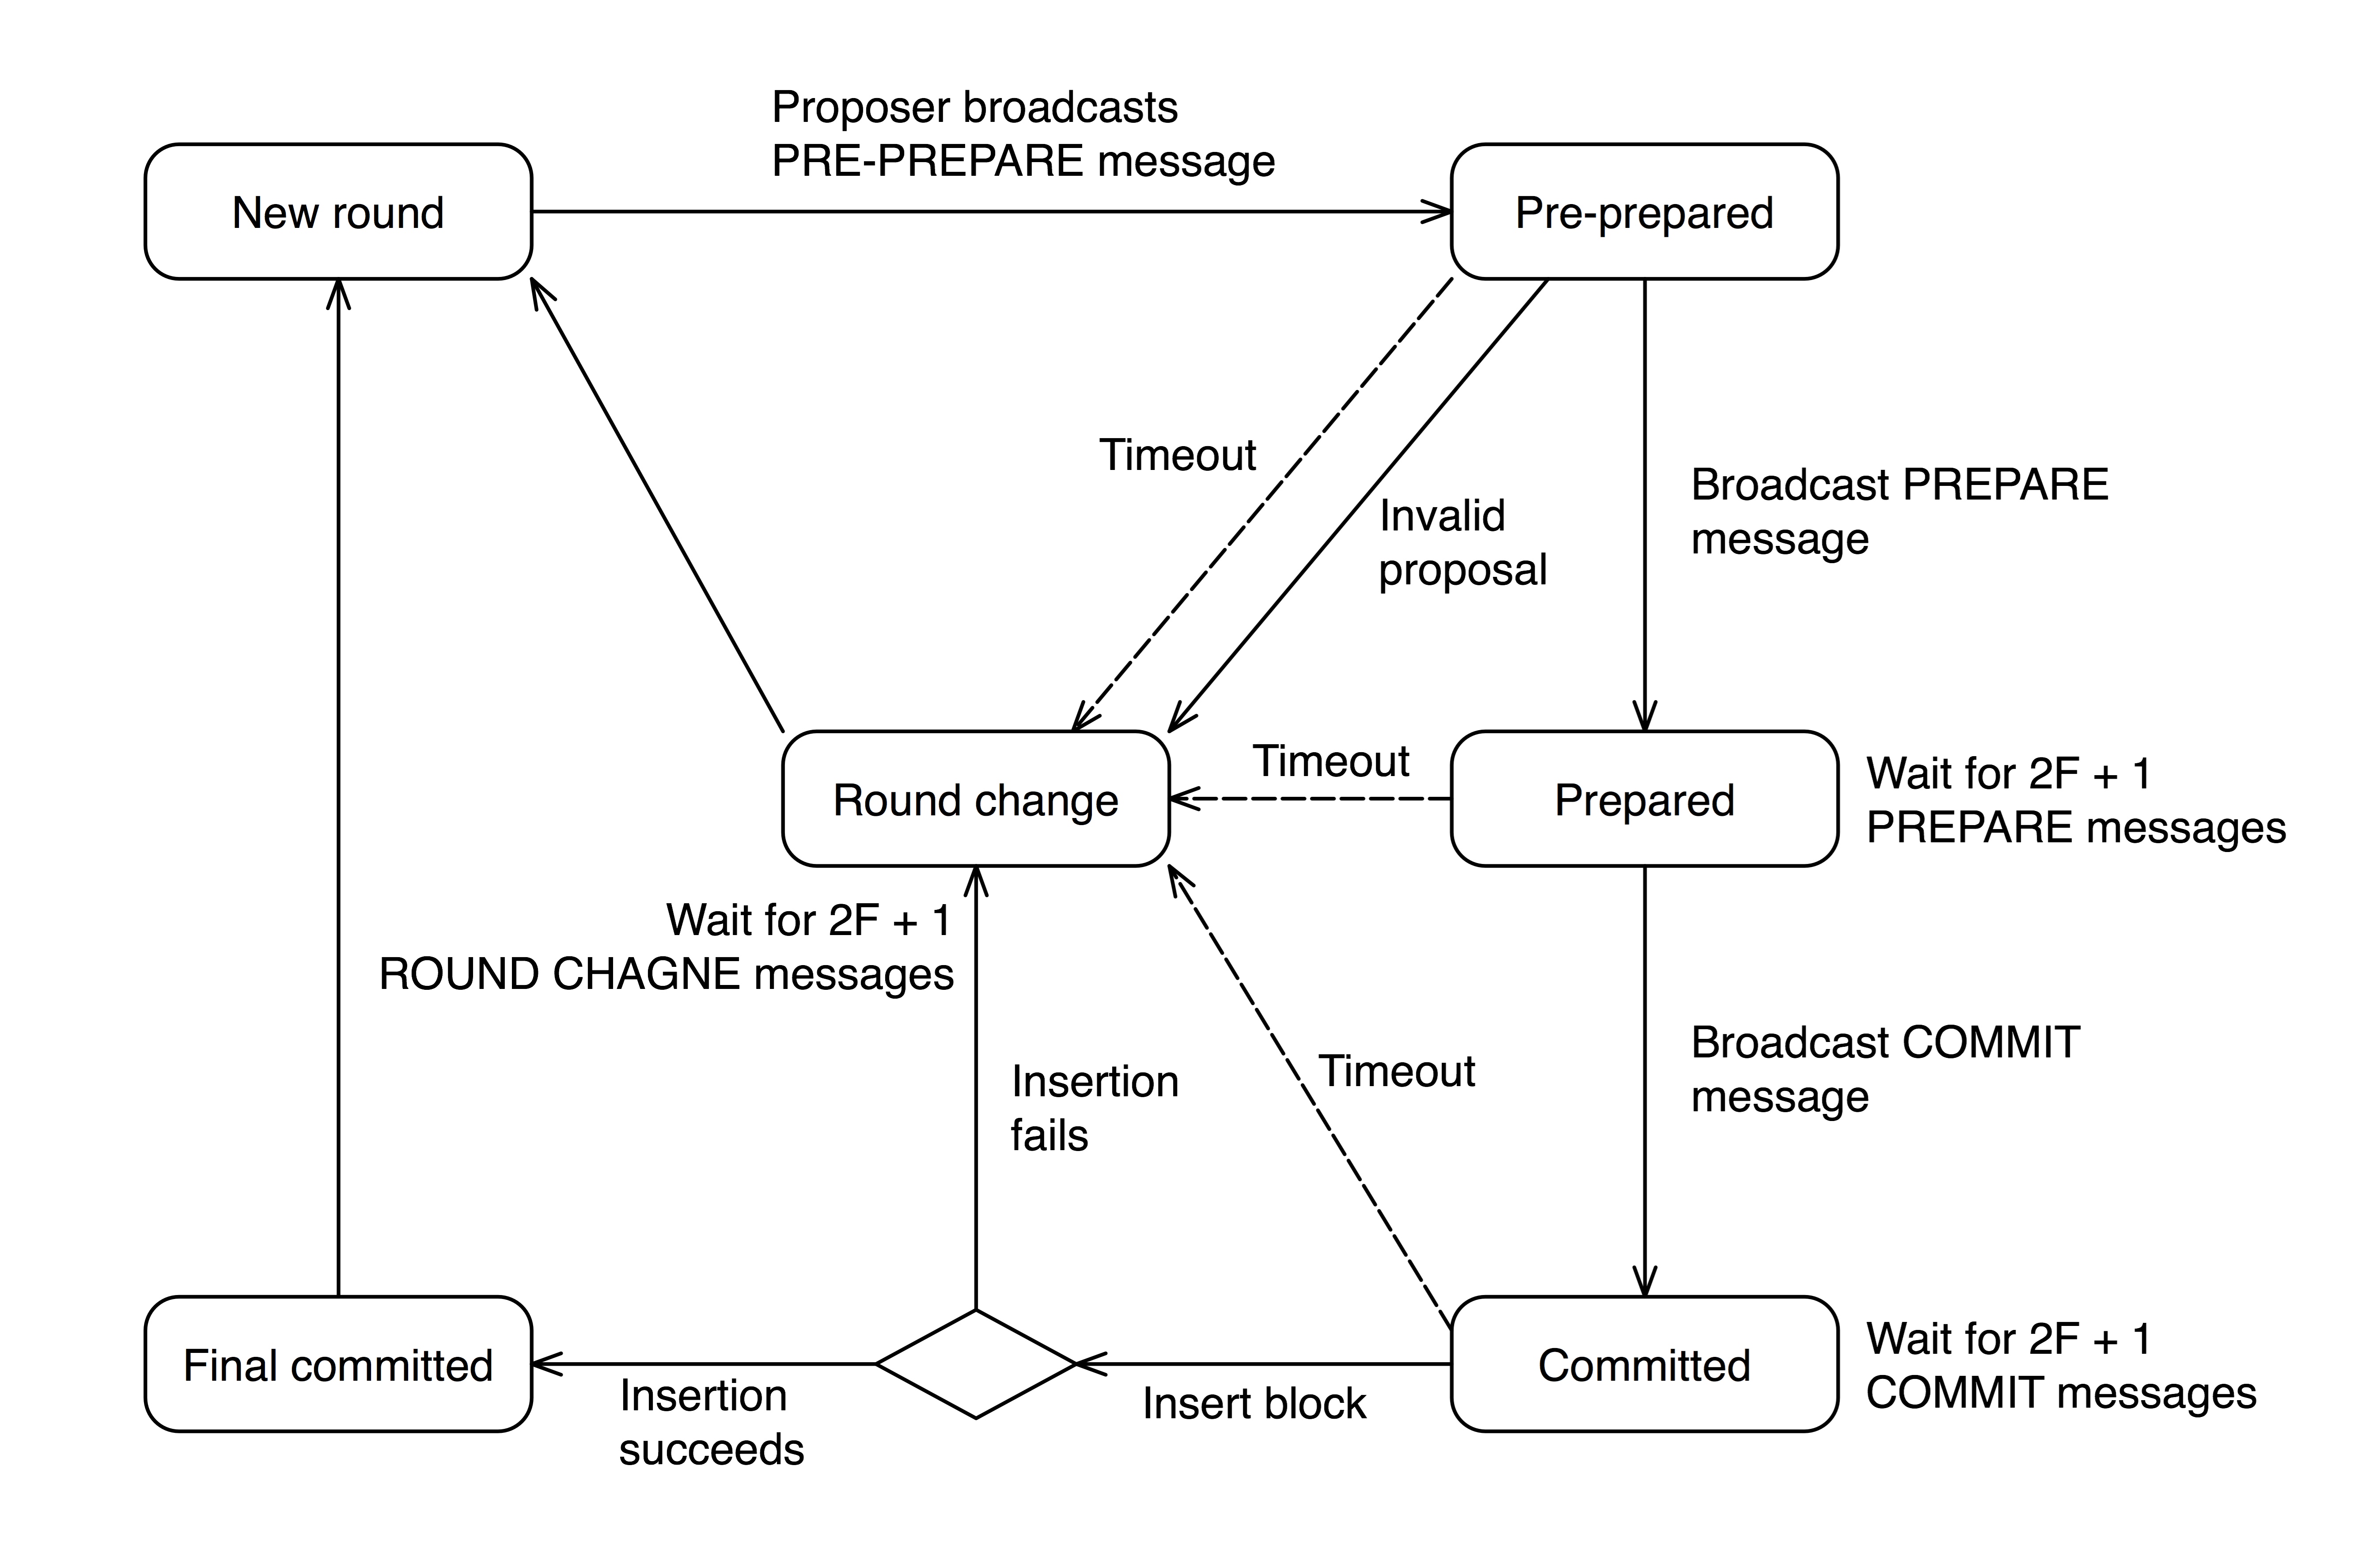 Proposer broadcasts
PRE-PREPARE message
New round
Pre-prepared
Timeout
Invalid
proposal
Broadcast PREPARE
message
Round change
Timeout
Prepared
Wait for 2F + 1
PREPARE messages
Wait for 2F + 1
ROUND CHAGNE messages
Insertion
fails
Timeout
Broadcast COMMIT
message
Final committed
Insertion
succeeds
Insert block
Committed
Wait for 2F + 1
COMMIT messages